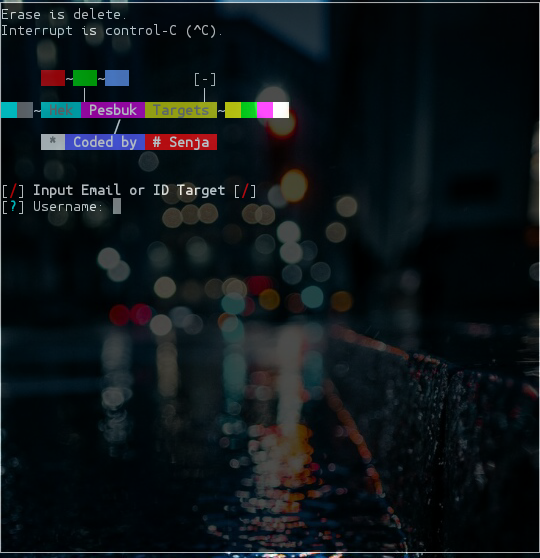 Erase is delete.
Interrupt is control-C (^C).
~ ~ [-]
~ Hek Pesbuk Targets ~
* Coded by # Senja
[/] Input Email or ID Target [/]
[?] Username: